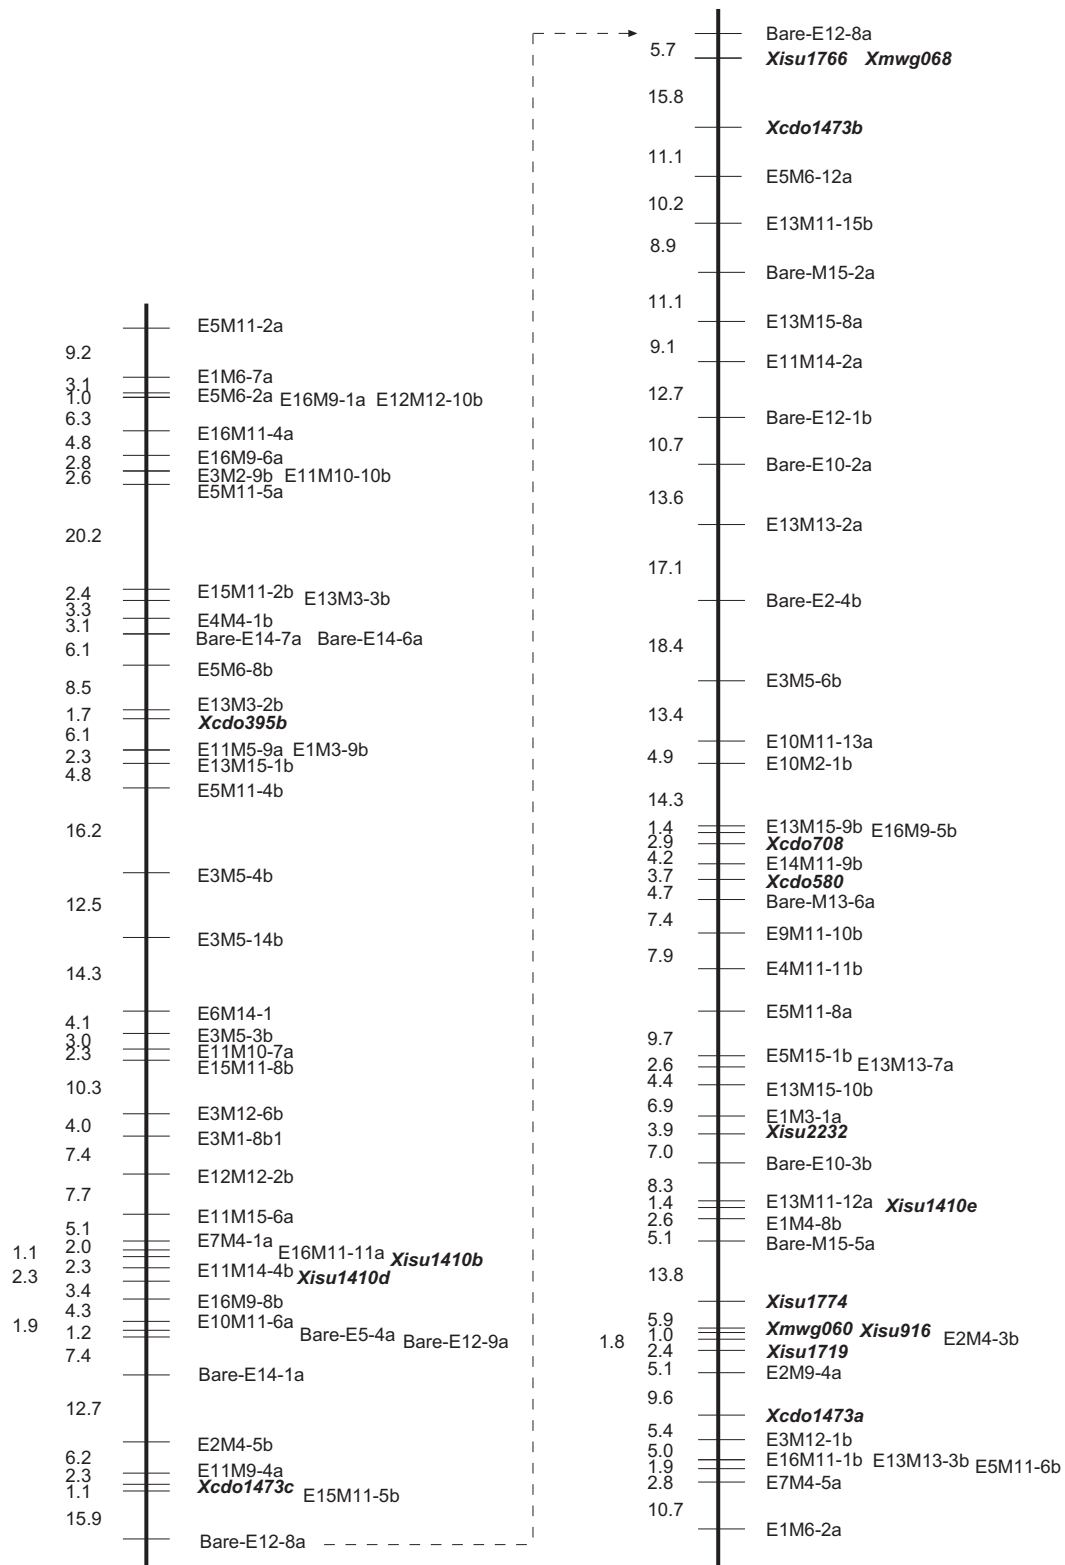 E5M11-2a
9.2
E1M6-7a
3.1
E5M6-2a E16M9-1a E12M12-10b
1.0
6.3
E16M11-4a
4.8
E16M9-6a
2.8
E3M2-9b E11M10-10b
2.6
E5M11-5a
20.2
E15M11-2b E13M3-3b
2.4
3.3
E4M4-1b
3.1
Bare-E14-7a Bare-E14-6a
6.1
E5M6-8b
8.5
E13M3-2b
1.7
Xcdo395b
6.1
E11M5-9a E1M3-9b
2.3
E13M15-1b
4.8
E5M11-4b
16.2
E3M5-4b
12.5
E3M5-14b
14.3
E6M14-1
4.1
E3M5-3b
3.0
E11M10-7a
2.3
E15M11-8b
10.3
E3M12-6b
4.0
E3M1-8b1
7.4
E12M12-2b
7.7
E11M15-6a
5.1
E7M4-1a
2.0
E16M11-11a Xisu1410b
1.1
2.3
E11M14-4b Xisu1410d
2.3
3.4
E16M9-8b
4.3
E10M11-6a
1.9
Bare-E5-4a Bare-E12-9a
1.2
7.4
Bare-E14-1a
12.7
E2M4-5b
6.2
E11M9-4a
2.3
Xcdo1473c
1.1
E15M11-5b
15.9
Bare-E12-8a
Bare-E12-8a
5.7
Xisu1766 Xmwg068
15.8
Xcdo1473b
11.1
E5M6-12a
10.2
E13M11-15b
8.9
Bare-M15-2a
11.1
E13M15-8a
9.1
E11M14-2a
12.7
Bare-E12-1b
10.7
Bare-E10-2a
13.6
E13M13-2a
17.1
Bare-E2-4b
18.4
E3M5-6b
13.4
E10M11-13a
4.9
E10M2-1b
14.3
E13M15-9b E16M9-5b
1.4
2.9
Xcdo708
4.2
E14M11-9b
3.7
Xcdo580
4.7
Bare-M13-6a
7.4
E9M11-10b
7.9
E4M11-11b
E5M11-8a
9.7
E5M15-1b E13M13-7a
2.6
4.4
E13M15-10b
6.9
E1M3-1a
3.9
Xisu2232
7.0
Bare-E10-3b
8.3
E13M11-12a Xisu1410e
1.4
2.6
E1M4-8b
5.1
Bare-M15-5a
13.8
Xisu1774
5.9
Xmwg060 Xisu916 E2M4-3b
1.0
1.8
2.4
Xisu1719
5.1
E2M9-4a
9.6
Xcdo1473a
5.4
E3M12-1b
5.0
E16M11-1b E13M13-3b E5M11-6b
1.9
2.8
E7M4-5a
10.7
E1M6-2a